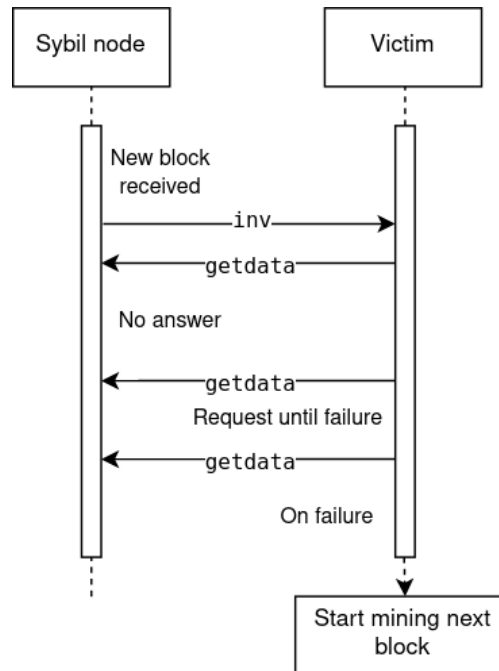 Sybil node
Victim
New block
received
inv
getdata
No answer
getdata
Request until failure
getdata
On failure
Start mining next
block